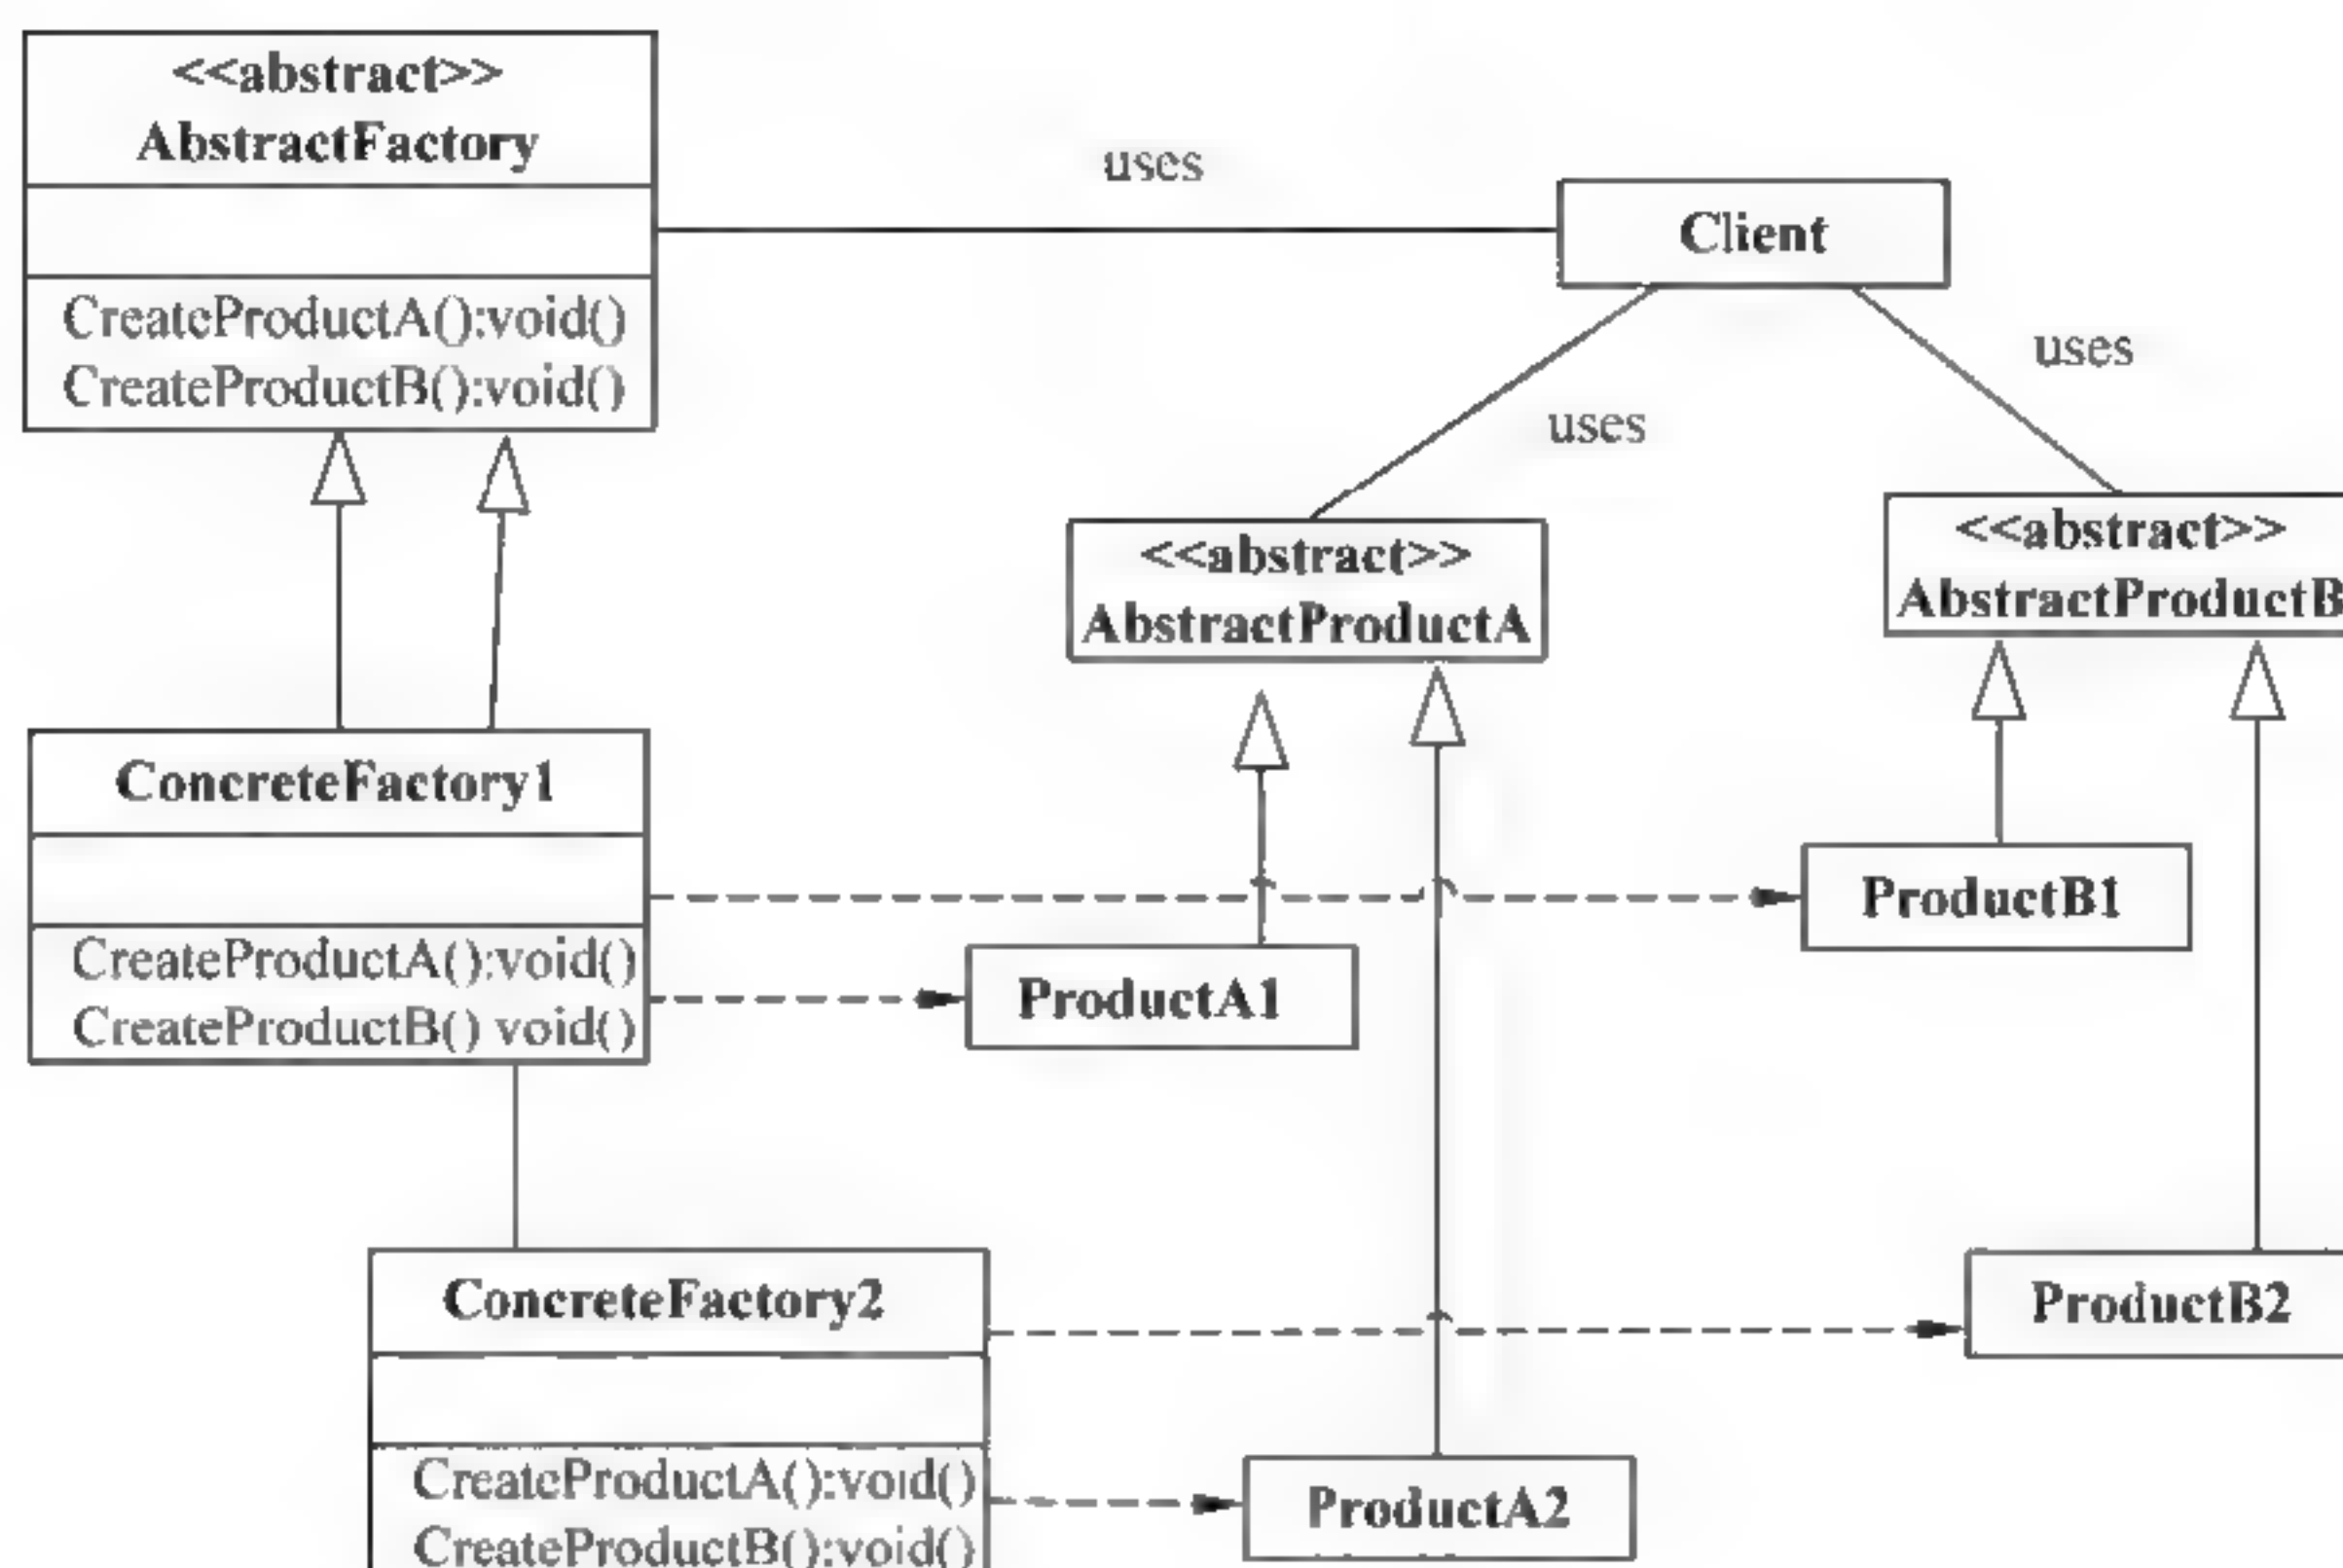 <<abstract>>
AbstractFactory
CreateProductA():void()
CreateProductB():void()
uses
Client
uses
uses
<<abstract>>
AbstractProductA
<<abstract>>
AbstractProductB
ConcreteFactory1
CreateProductA():void()
CreateProductB() void()
ProductB1
ProductA1
ConcreteFactory2
CreateProductA():void()
CreateProductB():void()
ProductB2
ProductA2